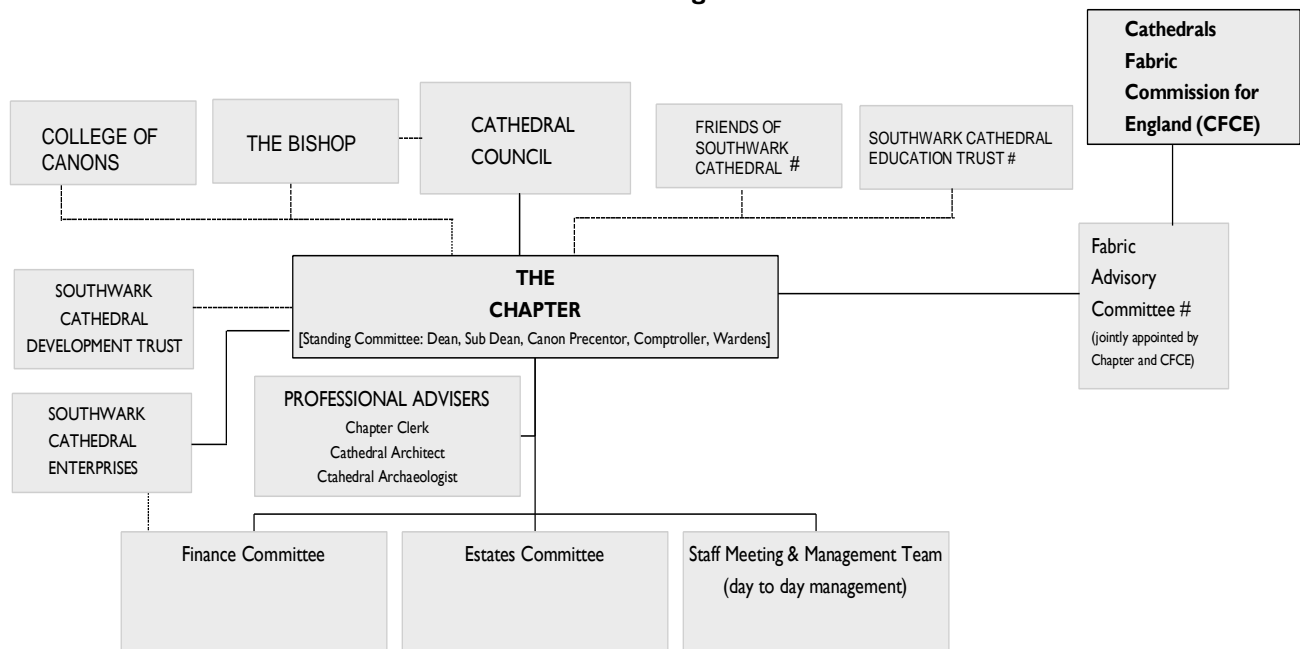 Cathedrals
Fabric
Commission for
England (CFCE)
COLLEGE OF
CANONS
THE BISHOP
CATHEDRAL
COUNCIL
FRIENDS OF
SOUTHWARK
CATHEDRAL #
SOUTHWARK CATHEDRAL
EDUCATION TRUST #
Fabric
Advisory
Committee #
(jointly appointed by
Chapter and CFCE)
THE
CHAPTER
[Standing Committee: Dean, Sub Dean, Canon Precentor, Comptroller, Wardens]
SOUTHWARK
CATHEDRAL
DEVELOPMENT TRUST
SOUTHWARK
CATHEDRAL
ENTERPRISES
PROFESSIONAL ADVISERS
Chapter Clerk
Cathedral Architect
Ctahedral Archaeologist
Finance Committee
Estates Committee
Staff Meeting & Management Team
(day to day management)